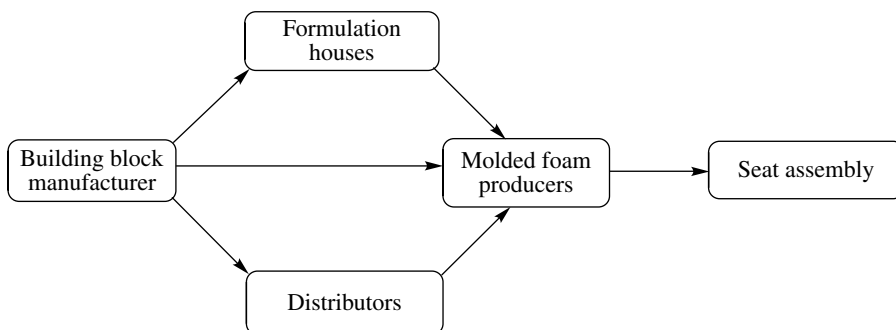 Formulation
houses
Building block
manufacturer
Molded foam
producers
Seat assembly
Distributors